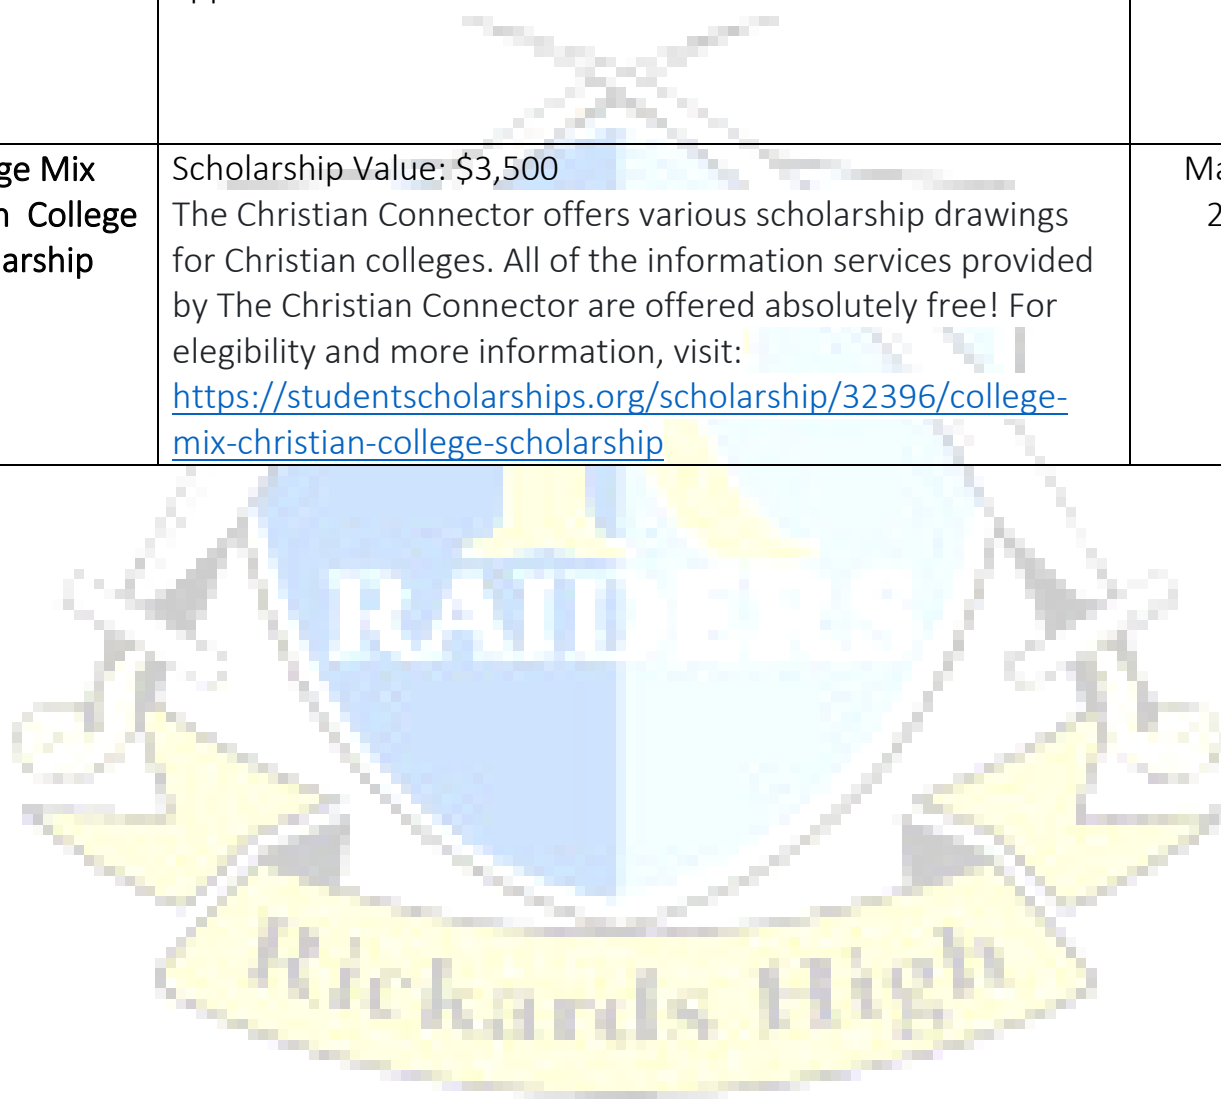 ge Mix
College
arship
Scholarship Value: $3,500
The Christian Connector offers various scholarship drawings
for Christian colleges. All of the information services provided
by The Christian Connector are offered absolutely free! For
elegibility and more information, visit:
https://studentscholarships.org/scholarship/32396/college-
mix-christian-college-scholarship
Ma
2
R
RAIDERS
Rickards High